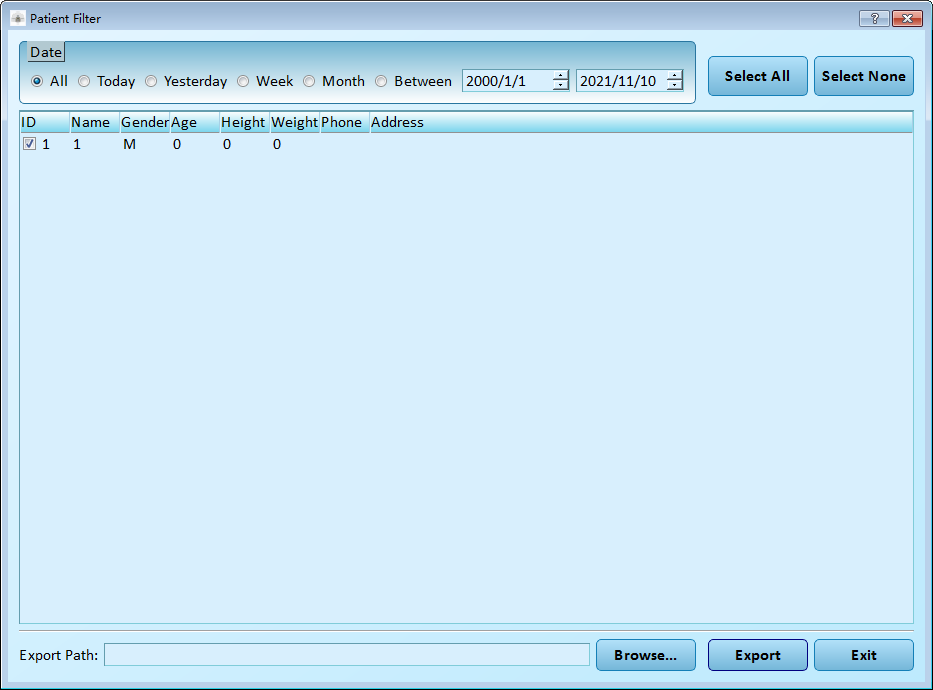 Patient Filter
?
Date
All Today Yesterday Week Month Between 2000/1/1 2021/11/10
Select All Select None
ID Name Gender Age Height Weight Phone Address
1 1 M 0 0 0
Export Path: Browse... Export Exit